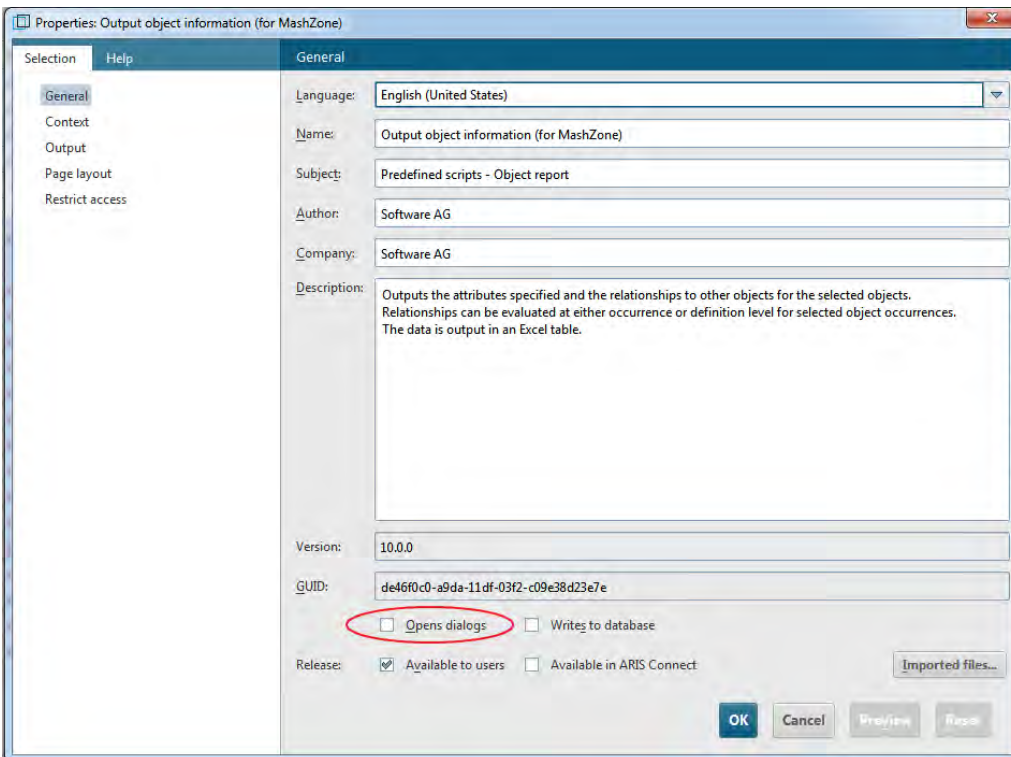 Properties: Output object information (for MashZone)
x
Selection Help
General
General
Context
Output
Page layout
Restrict access
Language: English (United States)
Name: Output object information (for MashZone)
Subject: Predefined scripts - Object report
Author: Software AG
Company: Software AG
Description: Outputs the attributes specified and the relationships to other objects for the selected objects.
Relationships can be evaluated at either occurrence or definition level for selected object occurrences.
The data is output in an Excel table.
Version: 10.0.0
GUID: de46f0c0-a9da-11df-03f2-c09e38d23e7e
Opens dialogs Writes to database
Release: Available to users Available in ARIS Connect Imported files...
OK Cancel Preview Reset